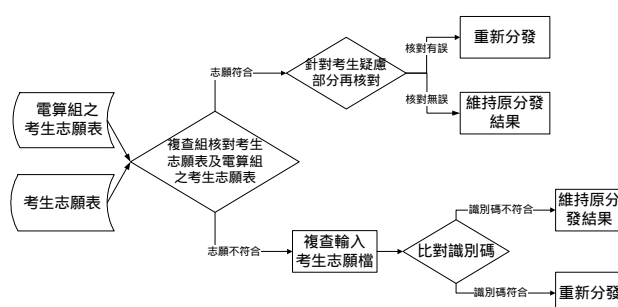 電算組之
考生志願表
考生志願表
複查組核對考生
志願表及電算組
之考生志願表
志願符合
針對考生疑慮
部分再核對
核對有誤
重新分發
核對無誤
維持原分發
結果
志願不符合
複查輸入
考生志願檔
比對識別碼
識別碼不符合
維持原分
發結果
識別碼符合
重新分發